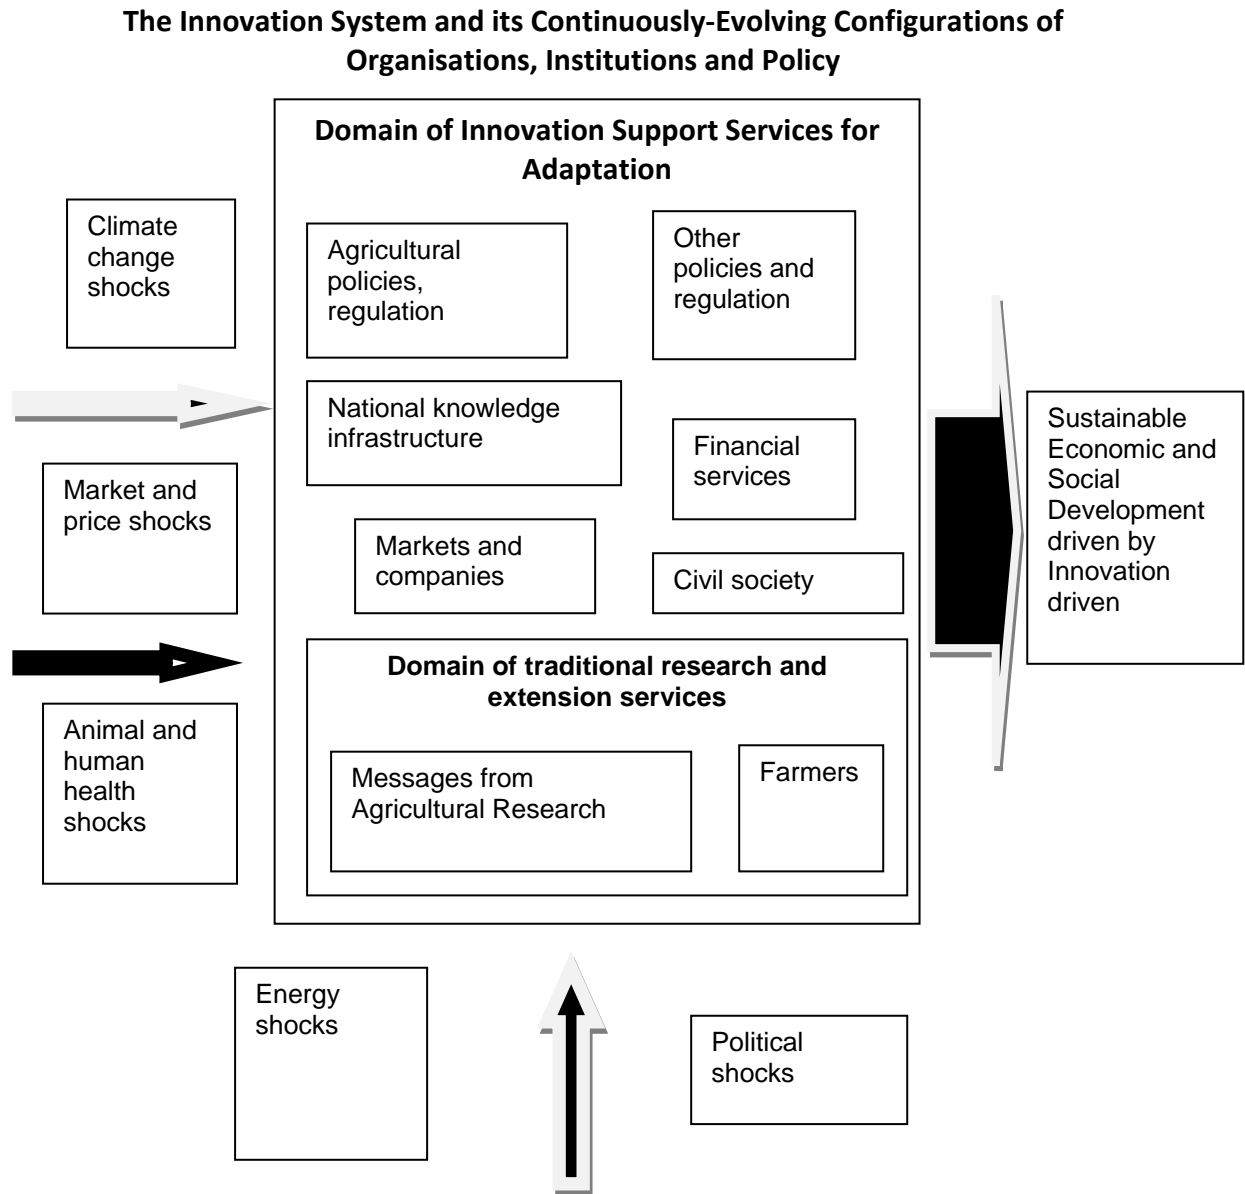 The Innovation System and its Continuously-Evolving Configurations of
Organisations, Institutions and Policy
Domain of Innovation Support Services for
Adaptation
Climate
change
shocks
Agricultural
policies,
regulation
Other
policies and
regulation
National knowledge
infrastructure
Financial
services
Market and
price shocks
Markets and
companies
Civil society
Sustainable
Economic and
Social
Development
driven by
Innovation
driven
Domain of traditional research and
extension services
Animal and
human
health
shocks
Messages from
Agricultural Research
Farmers
Energy
shocks
Political
shocks